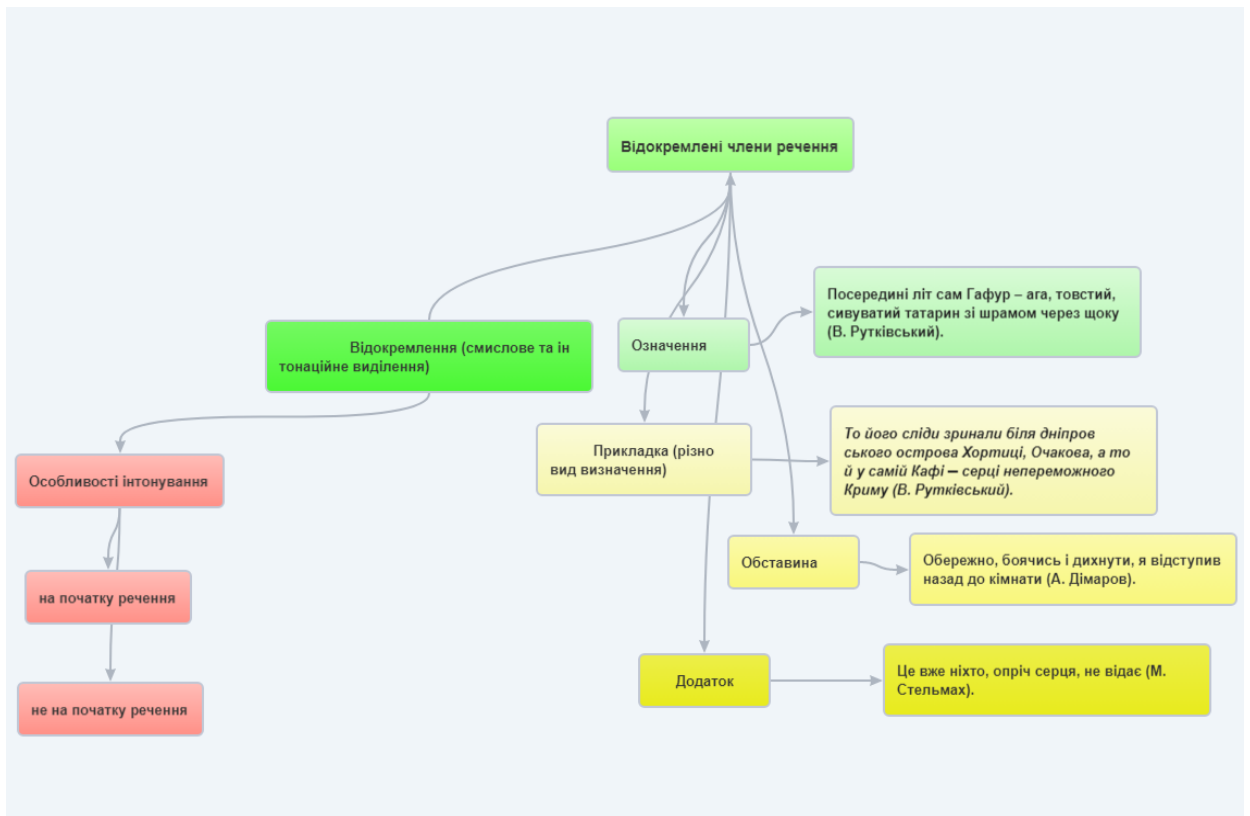 Відокремлені члени речення
Відокремлення (смислове та ін
тонаційне виділення)
Особливості інтонування
на початку речення
не на початку речення
Означення
Посередині літ сам Гафур – ага, товстий,
сивуватий татарин зі шрамом через щоку
(В. Рутківський).
Прикладка (різно
вид визначення)
То його сліди зринали біля дніпров
ського острова Хортиці, Очакова, а то
й у самій Кафі – серці непереможного
Криму (В. Рутківський).
Обставина
Обережно, боячись і дихнути, я відступив
назад до кімнати (А. Дімаров).
Додаток
Це вже ніхто, опріч серця, не відає (М.
Стельмах).